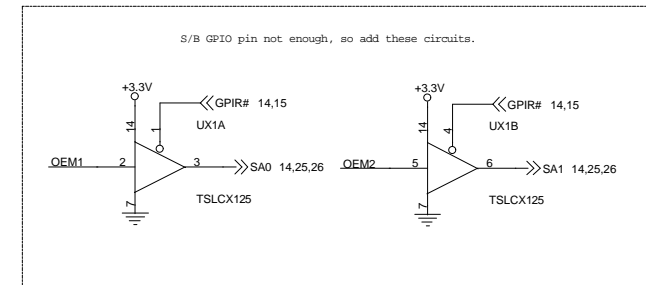 S/B GPIO pin not enough, so add these circuits.
+3.3V
14
1
GPIR# 14,15
UX1A
OEM1
2
3
SA0 14,25,26
TSLCX125
7
+3.3V
14
4
GPIR# 14,15
UX1B
OEM2
5
6
SA1 14,25,26
TSLCX125
7